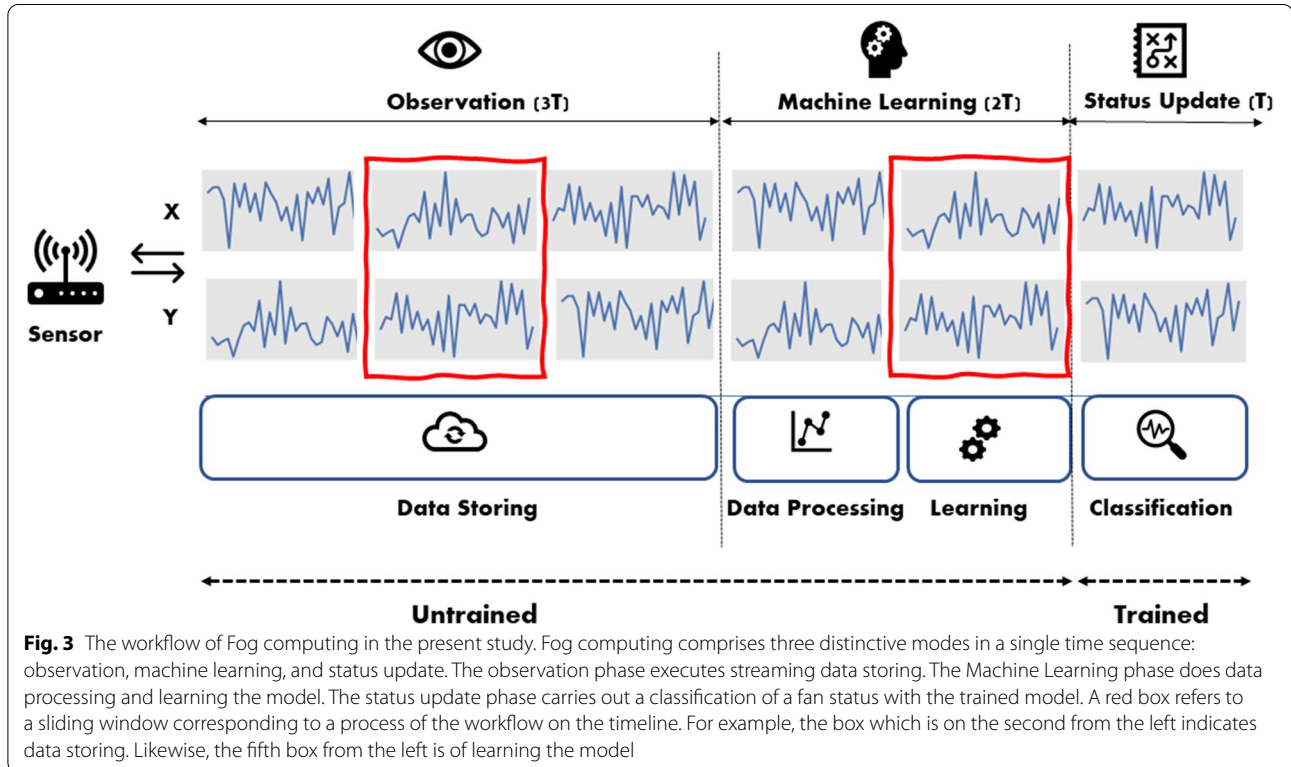 Observation (3T)
Machine Learning (2T)
Status Update (T)
X
Y
Sensor
Data Storing
Data Processing
Learning
Classification
Untrained
Trained
Fig. 3 The workflow of Fog computing in the present study. Fog computing comprises three distinctive modes in a single time sequence:
observation, machine learning, and status update. The observation phase executes streaming data storing. The Machine Learning phase does data
processing and learning the model. The status update phase carries out a classification of a fan status with the trained model. A red box refers to
a sliding window corresponding to a process of the workflow on the timeline. For example, the box which is on the second from the left indicates
data storing. Likewise, the fifth box from the left is of learning the model